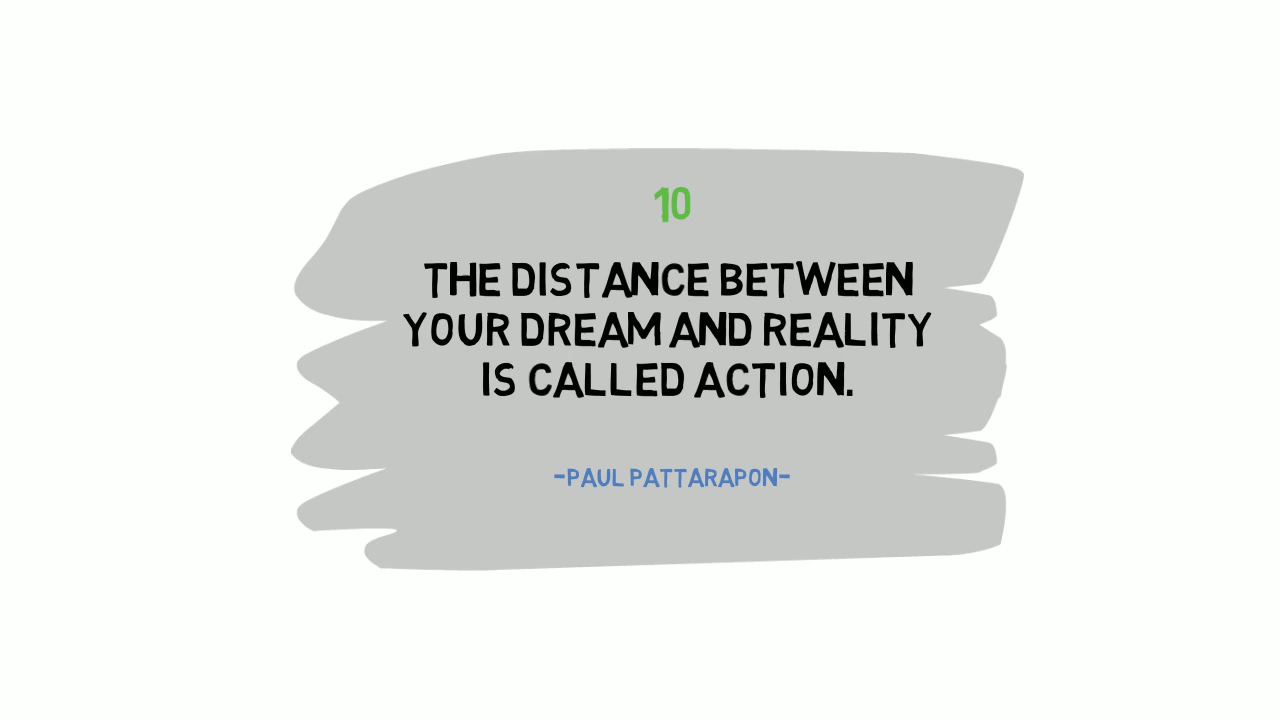 10
THE DISTANCE BETWEEN
YOUR DREAM AND REALITY
IS CALLED ACTION.
-PAUL PATTARAPON-